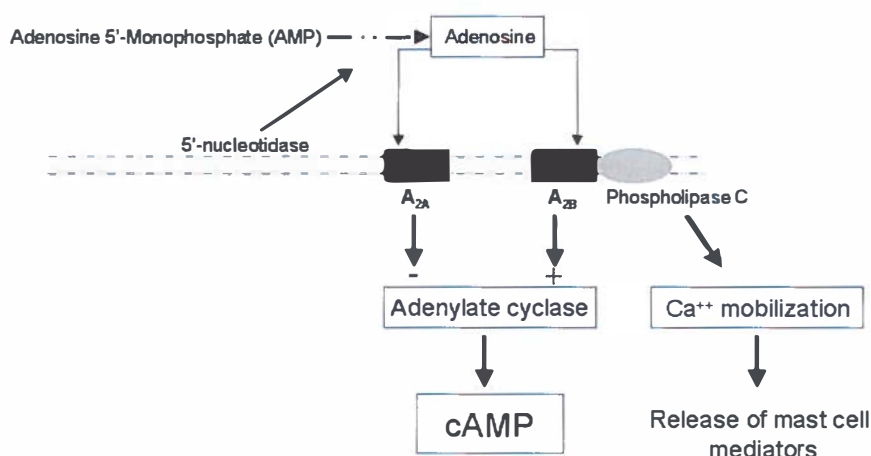 Adenosine 5'-Monophosphate (AMP)
Adenosine
5'-nucleotidase
A2A
A2B
Phospholipase C
-
+
Adenylate cyclase
Ca++ mobilization
cAMP
Release of mast cell
mediators